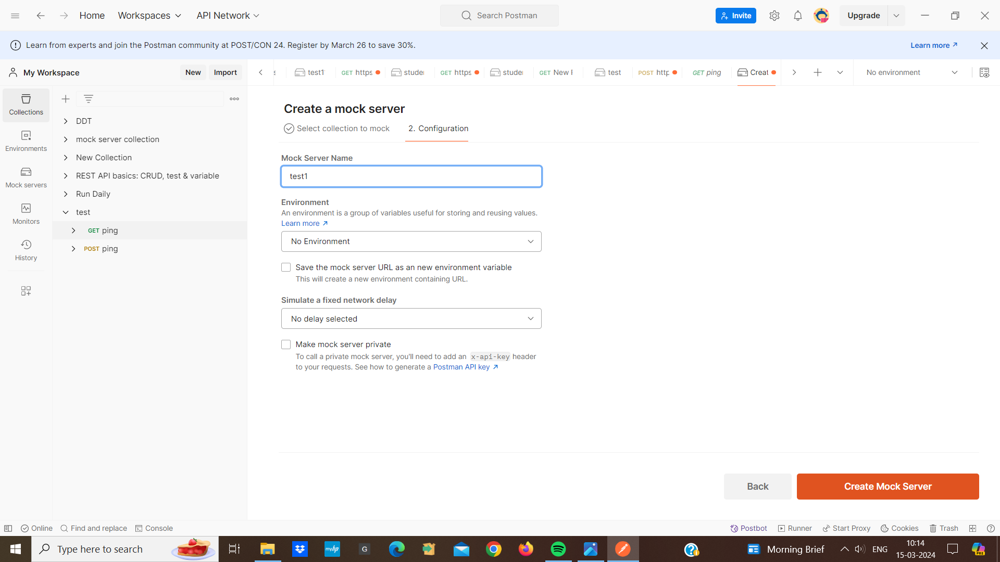 Home Workspaces API Network Search Postman Invite Upgrade
Learn from experts and join the Postman community at POST/CON 24. Register by March 26 to save 30%. Learn more
My Workspace New Import
test1 GET https stude GET https stude GET New test POST http GET ping Creat No environment
Collections
Environments
Mock servers
Monitors
History
DDT
mock server collection
New Collection
REST API basics: CRUD, test & variable
Run Daily
test
GET ping
POST ping
Create a mock server
Select collection to mock 2. Configuration
Mock Server Name
test1
Environment
An environment is a group of variables useful for storing and reusing values.
Learn more
No Environment
Save the mock server URL as an new environment variable
This will create a new environment containing URL.
Simulate a fixed network delay
No delay selected
Make mock server private
To call a private mock server, you'll need to add an x-api-key header
to your requests. See how to generate a Postman API key
Back Create Mock Server
Online Find and replace Console Postbot Runner Start Proxy Cookies Trash
Type here to search myhp G Morning Brief ENG 10:14
15-03-2024
PRE